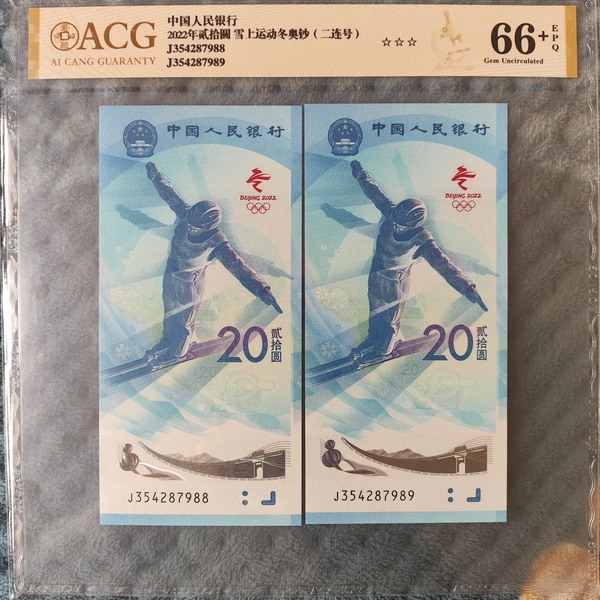 ACG
AI CANG GUARANTY
中国人民银行
2022年贰拾圆 雪上运动冬奥钞（二连号）
J354287988
J354287989
☆☆☆
66+
EPQ
Gem Uncirculated
中国人民银行
BEIJING 2022
20
贰拾圆
20
J354287988
中国人民银行
BEIJING 2022
20
贰拾圆
20
J354287989